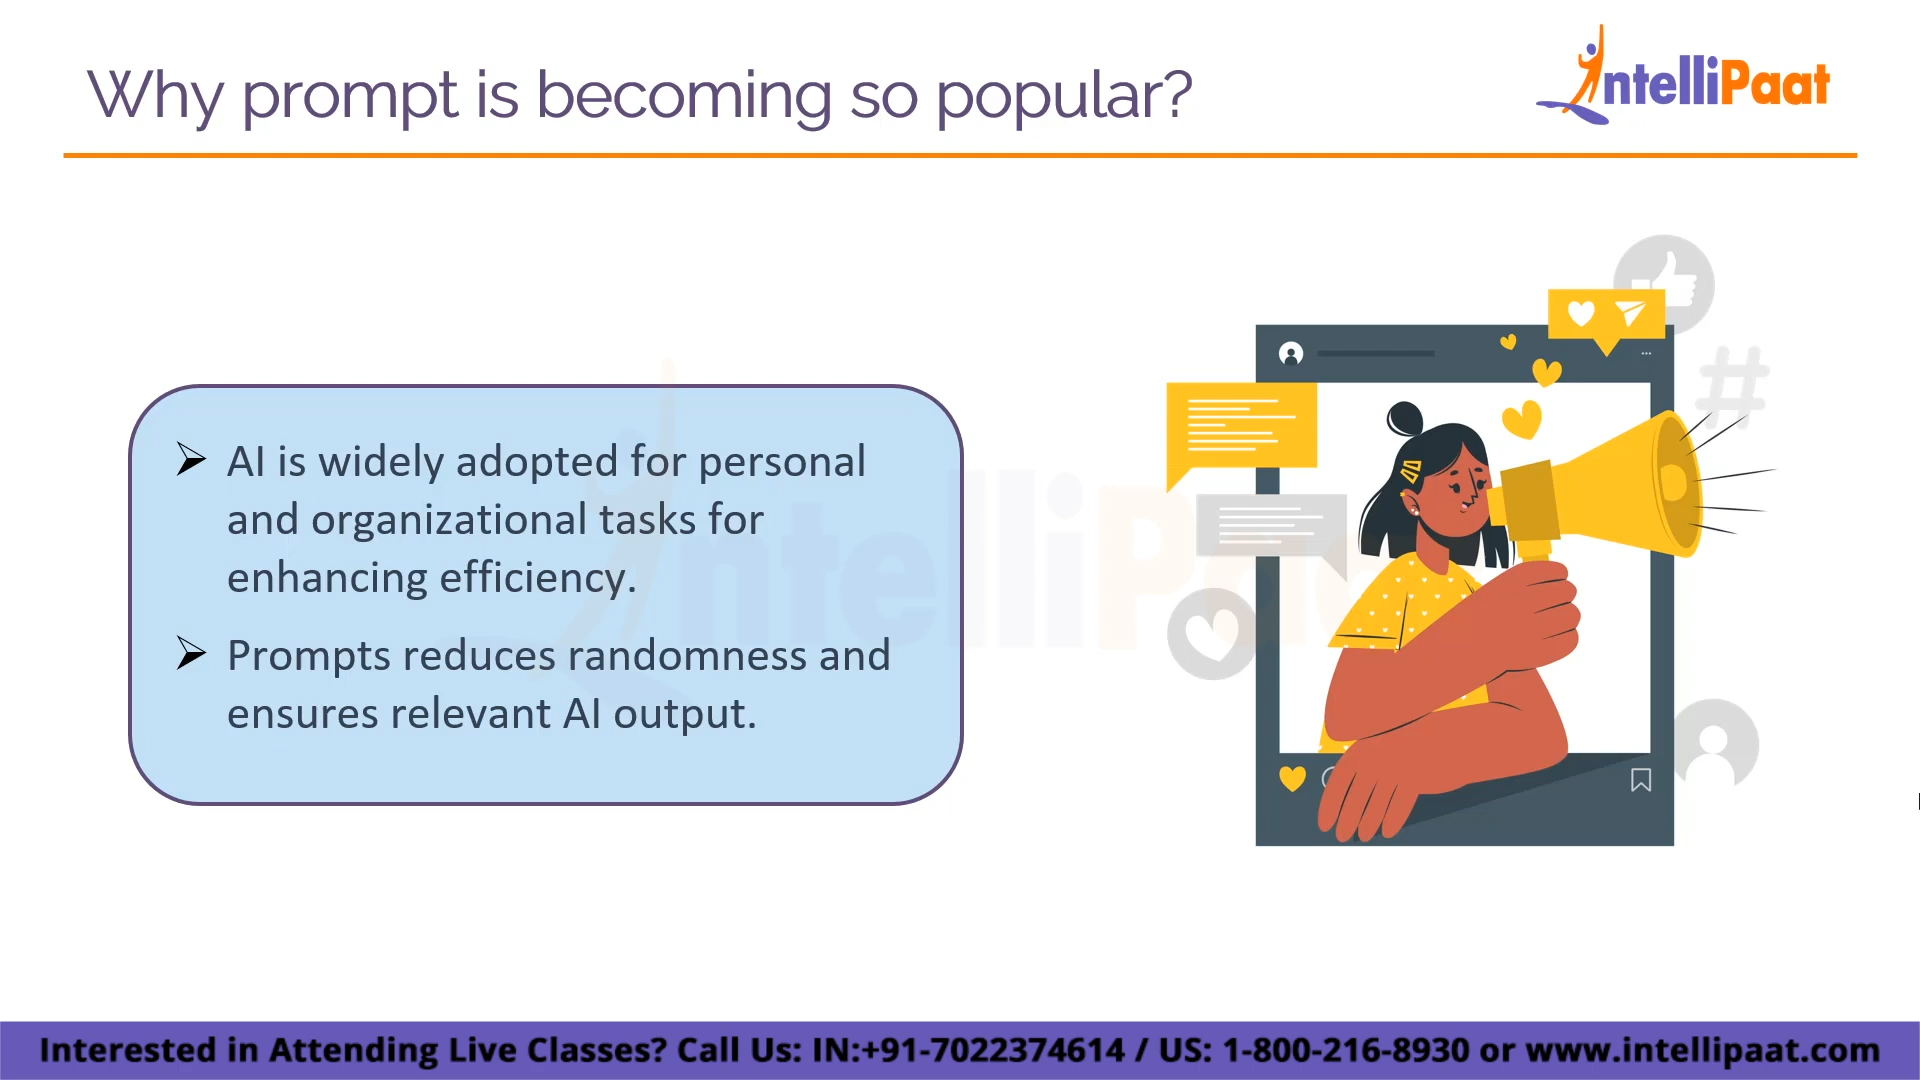 Why prompt is becoming so popular?
IntelliPaat
➢ AI is widely adopted for personal
and organizational tasks for
enhancing efficiency.
➢ Prompts reduces randomness and
ensures relevant AI output.
#
IntelliPaat
Interested in Attending Live Classes? Call Us: IN:+91-7022374614 / US: 1-800-216-8930 or www.intellipaat.com